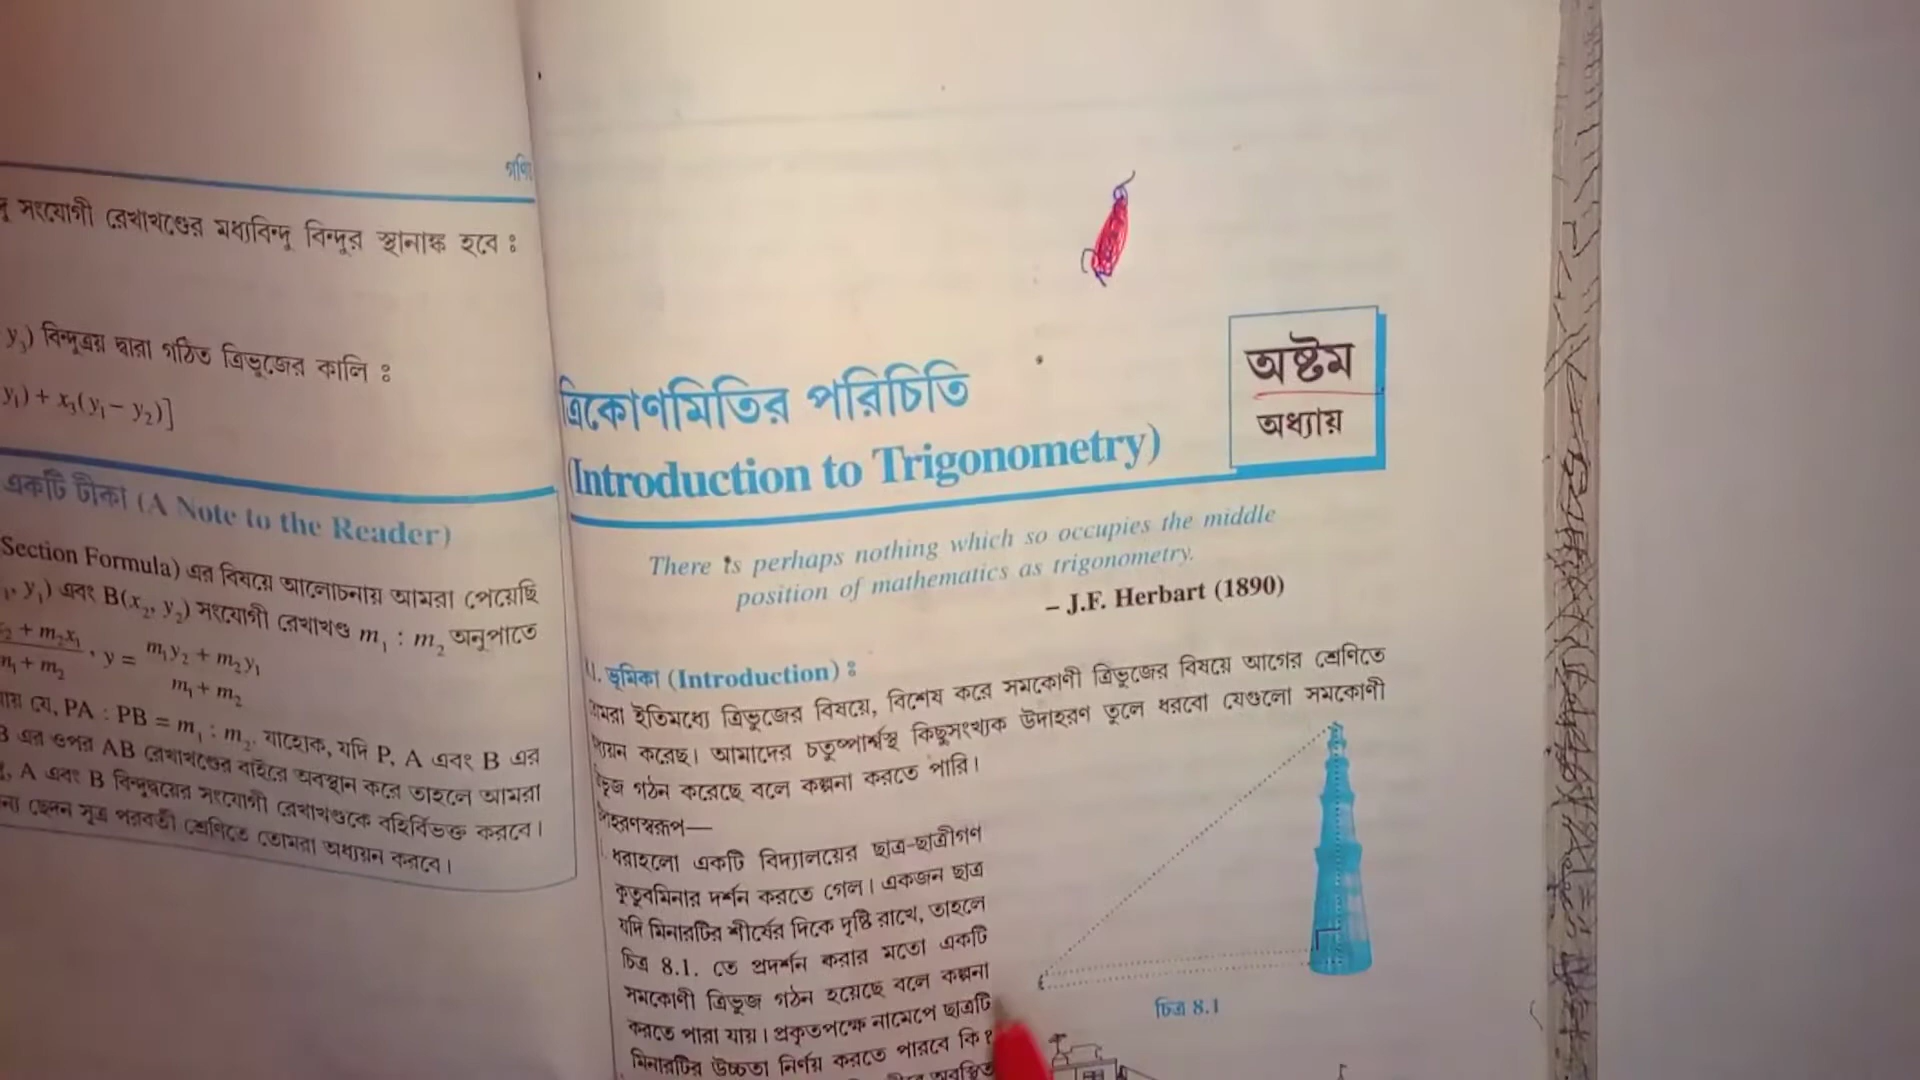 গণি
সংযোগী রেখাখণ্ডের মধ্যবিন্দু বিন্দুর স্থানাঙ্ক হবে ঃ
y₃) বিন্দুত্রয় দ্বারা গঠিত ত্রিভুজের কালি ঃ
y₁) + x₃(y₁ – y₂)]
একটি টীকা (A Note to the Reader)
Section Formula) এর বিষয়ে আলোচনায় আমরা পেয়েছি
, y₁) এবং B(x₂, y₂) সংযোগী রেখাখণ্ড m₁ : m₂ অনুপাতে
x₂ + m₂x₁ / m₁ + m₂ , y = m₁y₂ + m₂y₁ / m₁ + m₂
যে, PA : PB = m₁ : m₂. যাহোক, যদি P, A এবং B এর
B এর ওপর AB রেখাখণ্ডের বাইরে অবস্থান করে তাহলে আমরা
, A এবং B বিন্দুদ্বয়ের সংযোগী রেখাখণ্ডকে বহির্বিভক্ত করবে।
ছেদন সূত্র পরবর্তী শ্রেণিতে তোমরা অধ্যয়ন করবে।
অষ্টম
অধ্যায়
ত্রিকোণমিতির পরিচিতি
(Introduction to Trigonometry)
There is perhaps nothing which so occupies the middle
position of mathematics as trigonometry.
– J.F. Herbart (1890)
1. ভূমিকা (Introduction) ঃ
ইতিমধ্যে ত্রিভুজের বিষয়ে, বিশেষ করে সমকোণী ত্রিভুজের বিষয়ে আগের শ্রেণিতে
করেছ। আমাদের চতুষ্পার্শ্বস্থ কিছুসংখ্যক উদাহরণ তুলে ধরবো যেগুলো সমকোণী
গঠন করেছে বলে কল্পনা করতে পারি।
ধরাহলো একটি বিদ্যালয়ের ছাত্র-ছাত্রীগণ
কুতুবমিনার দর্শন করতে গেল। একজন ছাত্র
যদি মিনারটির শীর্ষের দিকে দৃষ্টি রাখে, তাহলে
চিত্র 8.1. তে প্রদর্শন করার মতো একটি
সমকোণী ত্রিভুজ গঠন হয়েছে বলে কল্পনা
করতে পারা যায়। প্রকৃতপক্ষে নামেপে ছাত্রটি
মিনারটির উচ্চতা নির্ণয় করতে পারবে কি?
চিত্র 8.1